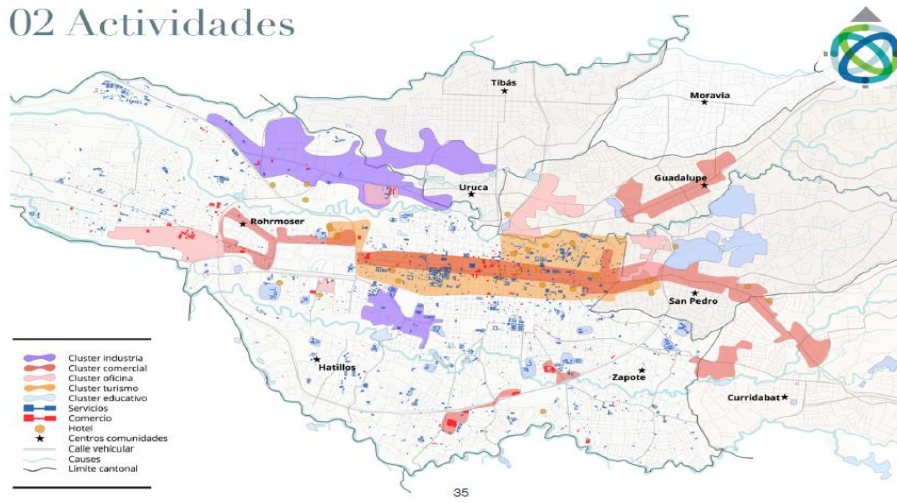 02 Actividades
Tibás
Moravia
Guadalupe
Uruca
Rohrmoser
San Pedro
Hatillos
Zapote
Curridabat
Cluster industria
Cluster comercial
Cluster oficina
Cluster turismo
Cluster educativo
Servicios
Comercio
Hotel
Centros comunidades
Calle vehícular
Causes
Límite cantonal
35